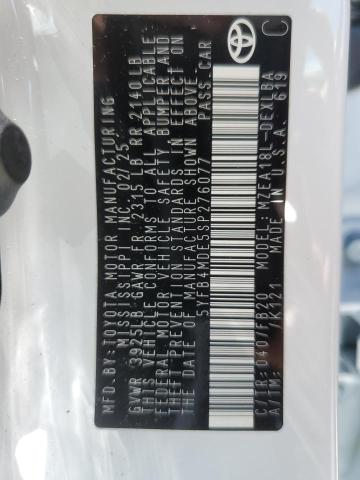 MFD.BY:TOYOTA MOTOR MANUFACTURING
MISSISSIPPI, INC. 02/25
GVWR 3925LB GAWR FR 2315LB RR 2140LB
THIS VEHICLE CONFORMS TO ALL APPLICABLE
FEDERAL MOTOR VEHICLE SAFETY, BUMPER AND
THEFT PREVENTION STANDARDS IN EFFECT ON
THE DATE OF MANUFACTURE SHOWN ABOVE.
5YFB4MDE5SP276077 PASS.CAR
C/TR:040/FB20 MODEL:MZEA18L-DEXLBA
A/TM: /K121 MADE IN U.S.A. 619
TOYOTA
C